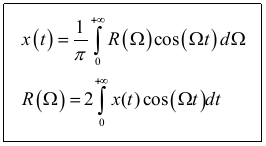 x(t) = 1/π ∫₀⁺∞ R(Ω)cos(Ωt)dΩ
R(Ω) = 2 ∫₀⁺∞ x(t)cos(Ωt)dt